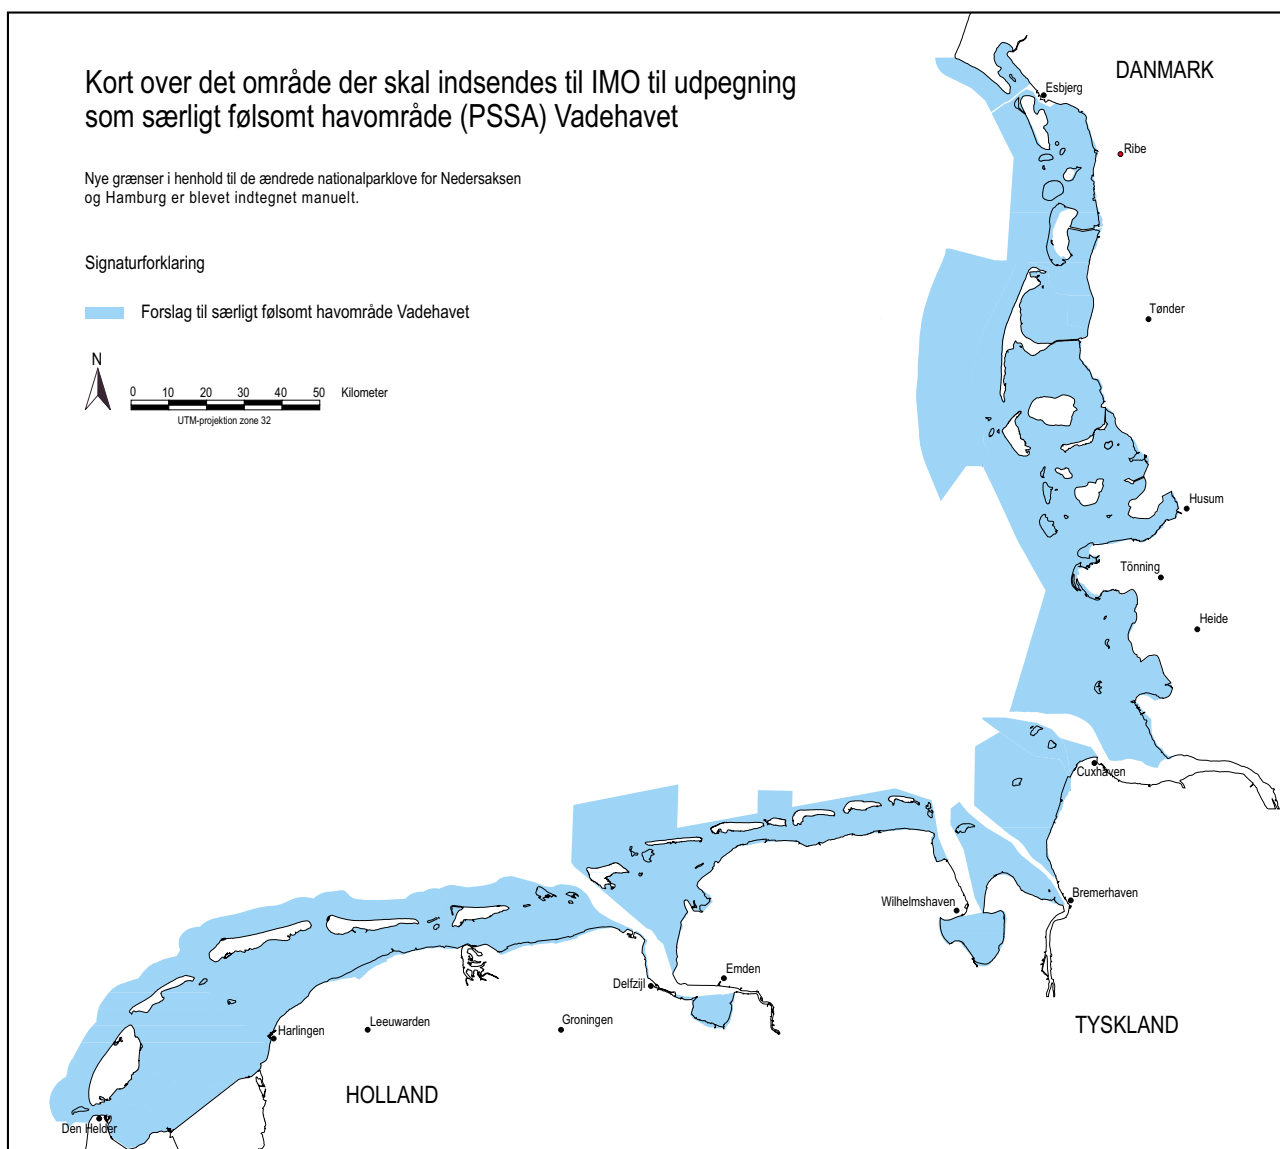 Kort over det område der skal indsendes til IMO til udpegning
som særligt følsomt havområde (PSSA) Vadehavet
Nye grænser i henhold til de ændrede nationalparklove for Nedersaksen
og Hamburg er blevet indtegnet manuelt.
Signaturforklaring
Forslag til særligt følsomt havområde Vadehavet
N
0 10 20 30 40 50 Kilometer
UTM-projektion zone 32
DANMARK
Esbjerg
Ribe
Tønder
Husum
Tönning
Heide
Cuxhaven
Bremerhaven
Wilhelmshaven
Emden
Delfzijl
Groningen
Leeuwarden
Harlingen
TYSKLAND
HOLLAND
Den Helder